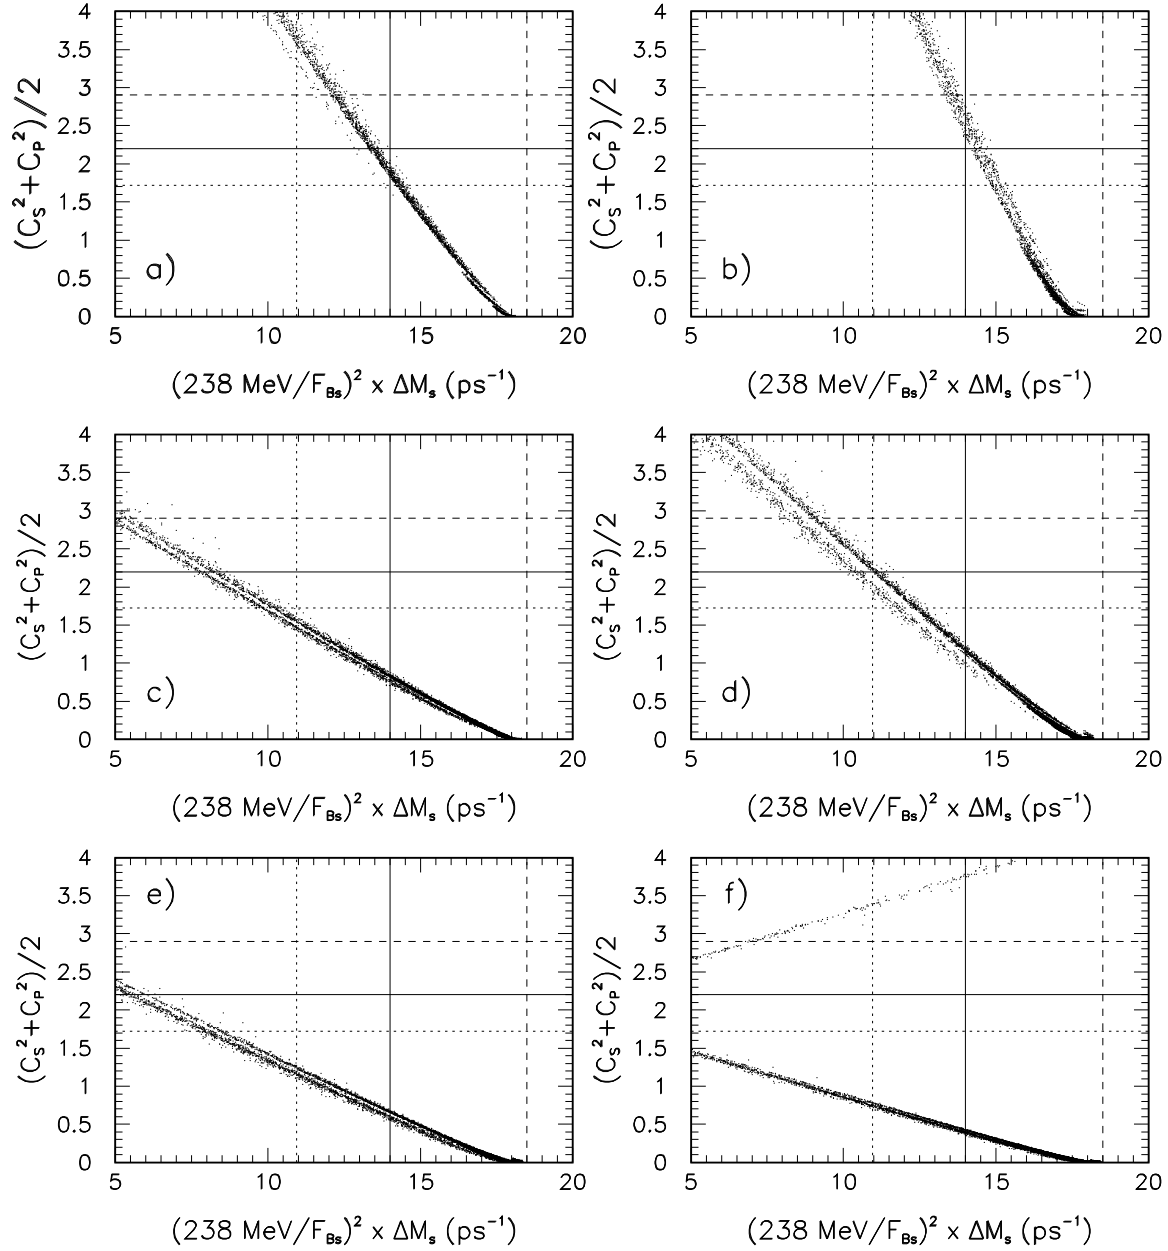 4 3.5 3 2.5 2 1.5 1 0.5 0
(C_S^2+C_P^2)/2
a)
5 10 15 20
(238 MeV/F_Bs)^2 x ΔM_s (ps^-1)
4 3.5 3 2.5 2 1.5 1 0.5 0
(C_S^2+C_P^2)/2
b)
5 10 15 20
(238 MeV/F_Bs)^2 x ΔM_s (ps^-1)
4 3.5 3 2.5 2 1.5 1 0.5 0
(C_S^2+C_P^2)/2
c)
5 10 15 20
(238 MeV/F_Bs)^2 x ΔM_s (ps^-1)
4 3.5 3 2.5 2 1.5 1 0.5 0
(C_S^2+C_P^2)/2
d)
5 10 15 20
(238 MeV/F_Bs)^2 x ΔM_s (ps^-1)
4 3.5 3 2.5 2 1.5 1 0.5 0
(C_S^2+C_P^2)/2
e)
5 10 15 20
(238 MeV/F_Bs)^2 x ΔM_s (ps^-1)
4 3.5 3 2.5 2 1.5 1 0.5 0
(C_S^2+C_P^2)/2
f)
5 10 15 20
(238 MeV/F_Bs)^2 x ΔM_s (ps^-1)